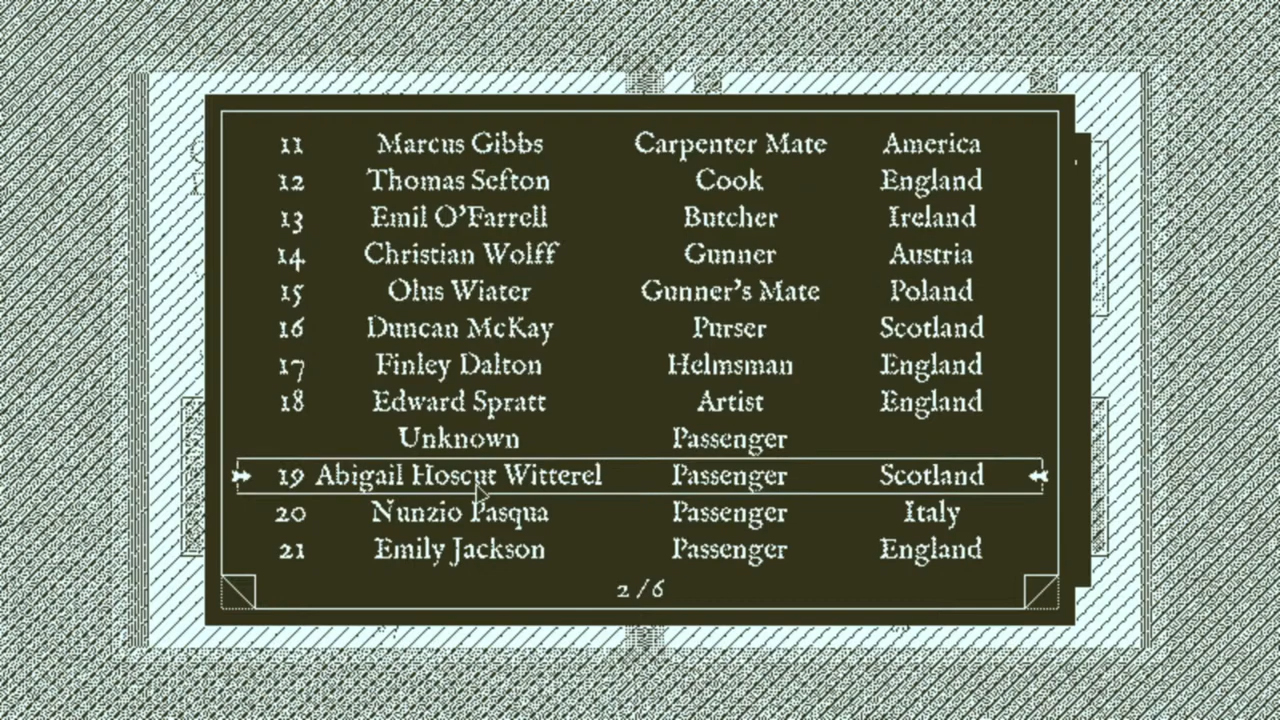 11 Marcus Gibbs Carpenter Mate America
12 Thomas Sefton Cook England
13 Emil O'Farrell Butcher Ireland
14 Christian Wolff Gunner Austria
15 Olus Wiater Gunner's Mate Poland
16 Duncan McKay Purser Scotland
17 Finley Dalton Helmsman England
18 Edward Spratt Artist England
Unknown Passenger
19 Abigail Hoscut Witterel Passenger Scotland
20 Nunzio Pasqua Passenger Italy
21 Emily Jackson Passenger England
2/6